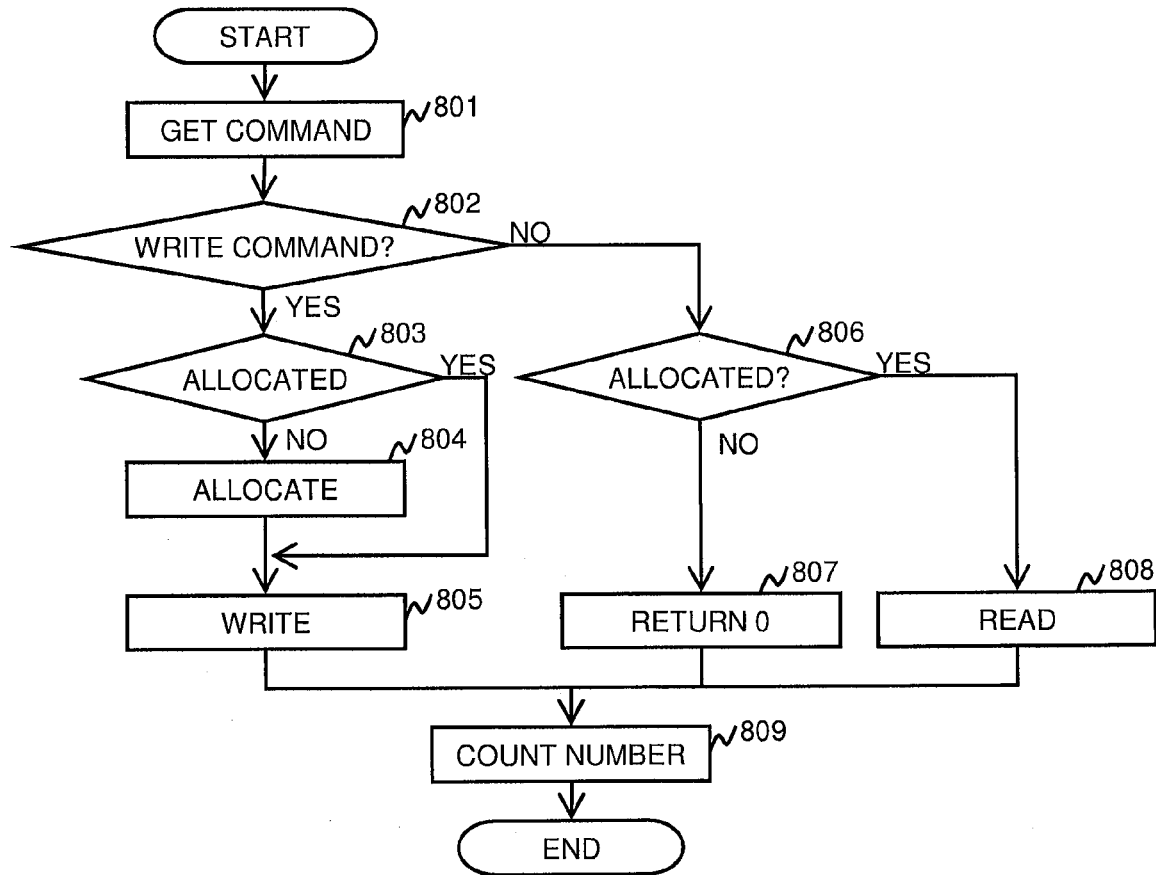 START
GET COMMAND
801
WRITE COMMAND?
802
NO
YES
ALLOCATED
803
YES
NO
ALLOCATE
804
WRITE
805
ALLOCATED?
806
YES
NO
RETURN 0
807
READ
808
COUNT NUMBER
809
END